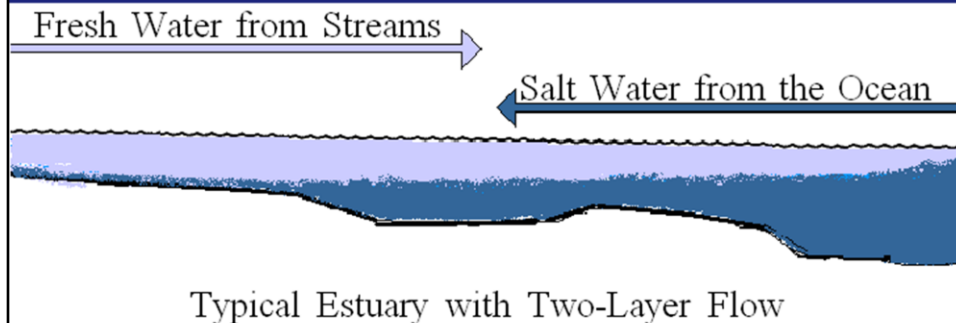 Fresh Water from Streams
Salt Water from the Ocean
Typical Estuary with Two-Layer Flow